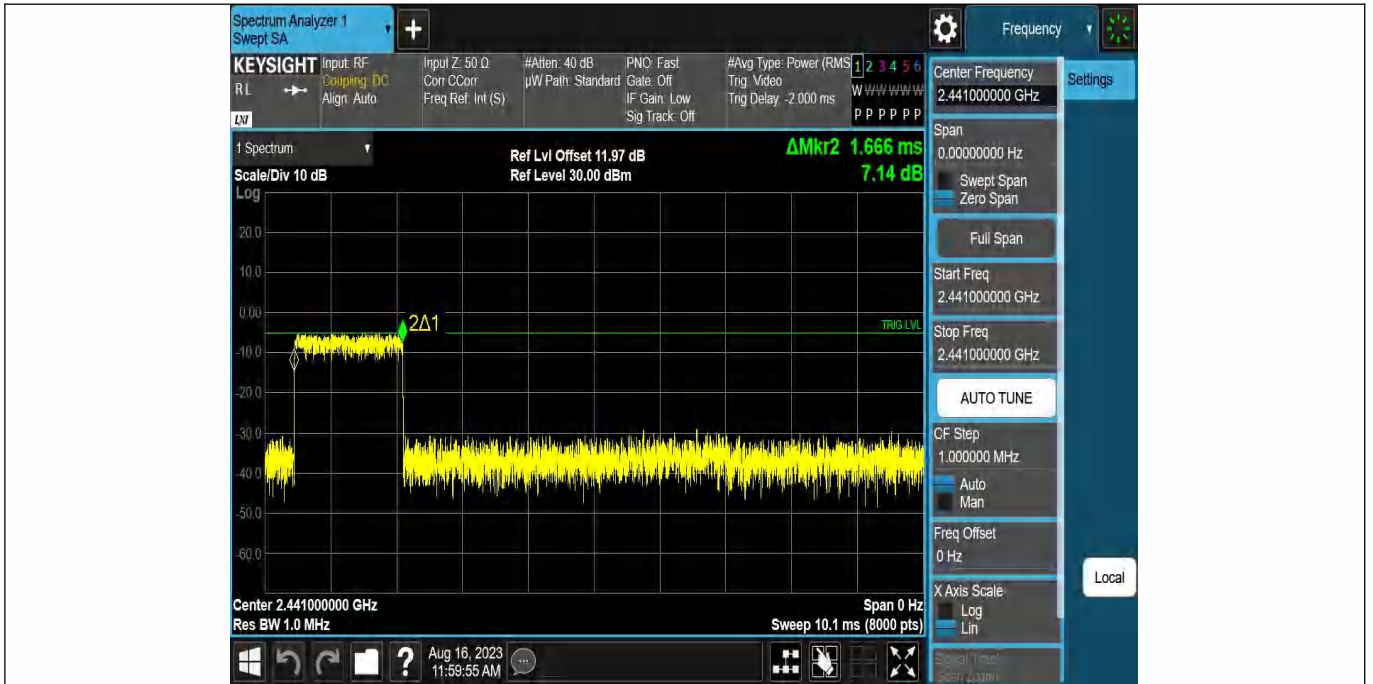 Spectrum Analyzer 1
Swept SA
+
Frequency
KEYSIGHT
Input: RF
Coupling: DC
Align: Auto
Input Z: 50 Ω
Corr CCorr
Freq Ref: Int (S)
#Atten: 40 dB
µW Path: Standard
PNO: Fast
Gate: Off
IF Gain: Low
Sig Track: Off
#Avg Type: Power (RMS
Trig: Video
Trig Delay: -2.000 ms
1 2 3 4 5 6
W W W W W W
P P P P P P
R L
LXI
1 Spectrum
Scale/Div 10 dB
Ref Lvl Offset 11.97 dB
Ref Level 30.00 dBm
ΔMkr2 1.666 ms
7.14 dB
Log
20.0
10.0
0.00
-10.0
-20.0
-30.0
-40.0
-50.0
-60.0
2Δ1
TRIG LVL
Center 2.441000000 GHz
Res BW 1.0 MHz
Span 0 Hz
Sweep 10.1 ms (8000 pts)
?
Aug 16, 2023
11:59:55 AM
Center Frequency
2.441000000 GHz
Settings
Span
0.00000000 Hz
Swept Span
Zero Span
Full Span
Start Freq
2.441000000 GHz
Stop Freq
2.441000000 GHz
AUTO TUNE
CF Step
1.000000 MHz
Auto
Man
Freq Offset
0 Hz
X Axis Scale
Log
Lin
Local